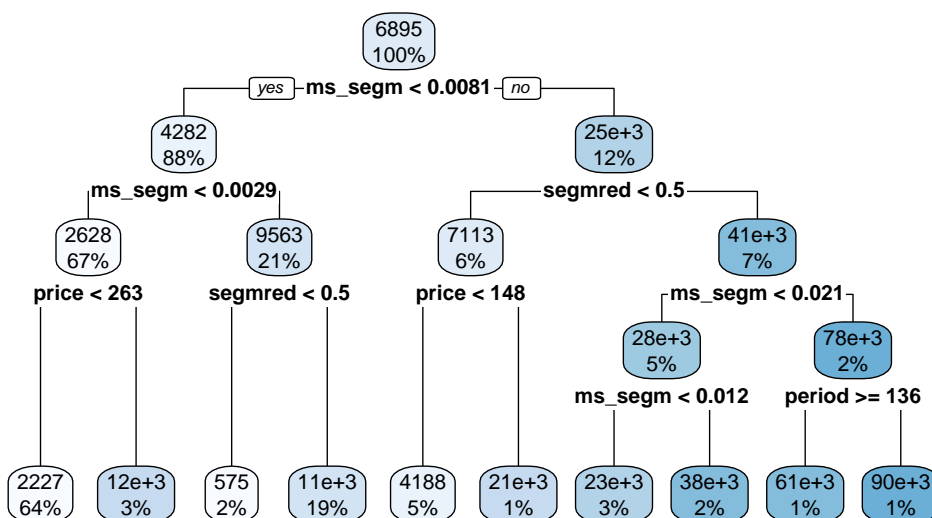 6895
100%
yes ms_segm < 0.0081 no
4282
88%
25e+3
12%
ms_segm < 0.0029
segmred < 0.5
2628
67%
9563
21%
7113
6%
41e+3
7%
price < 263
segmred < 0.5
price < 148
ms_segm < 0.021
28e+3
5%
78e+3
2%
ms_segm < 0.012
period >= 136
2227
64%
12e+3
3%
575
2%
11e+3
19%
4188
5%
21e+3
1%
23e+3
3%
38e+3
2%
61e+3
1%
90e+3
1%